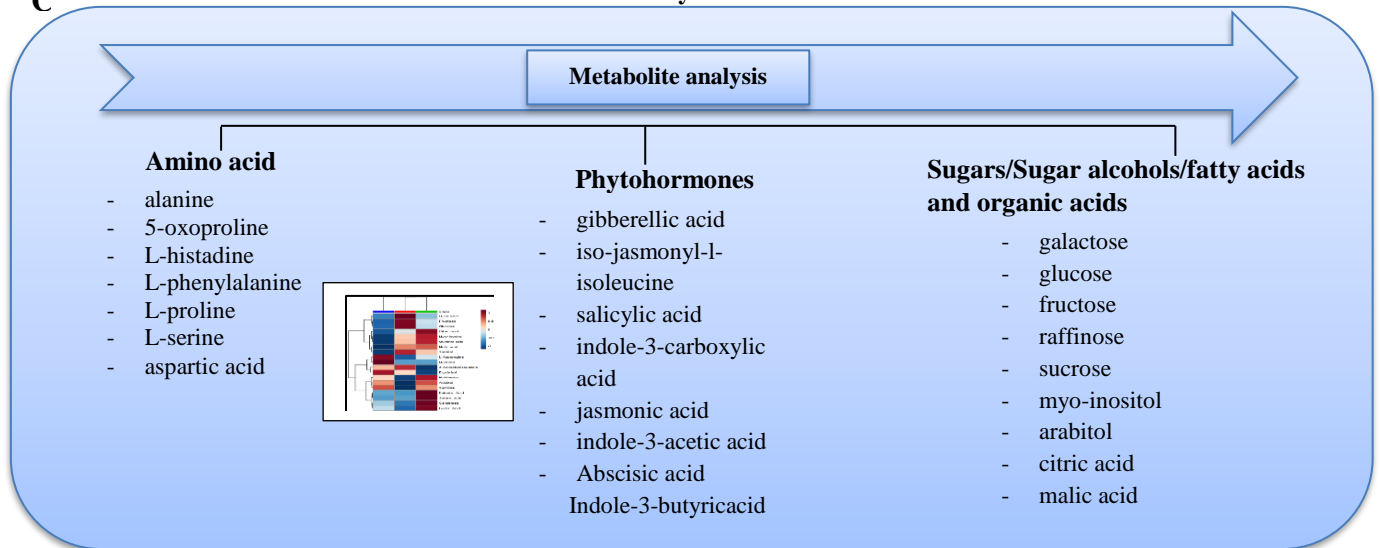 C
Metabolite analysis
Amino acid
- alanine
- 5-oxoproline
- L-histadine
- L-phenylalanine
- L-proline
- L-serine
- aspartic acid
Phytohormones
- gibberellic acid
- iso-jasmonyl-l-
isoleucine
- salicylic acid
- indole-3-carboxylic
acid
- jasmonic acid
- indole-3-acetic acid
- Abscisic acid
Indole-3-butyricacid
Sugars/Sugar alcohols/fatty acids
and organic acids
- galactose
- glucose
- fructose
- raffinose
- sucrose
- myo-inositol
- arabitol
- citric acid
- malic acid